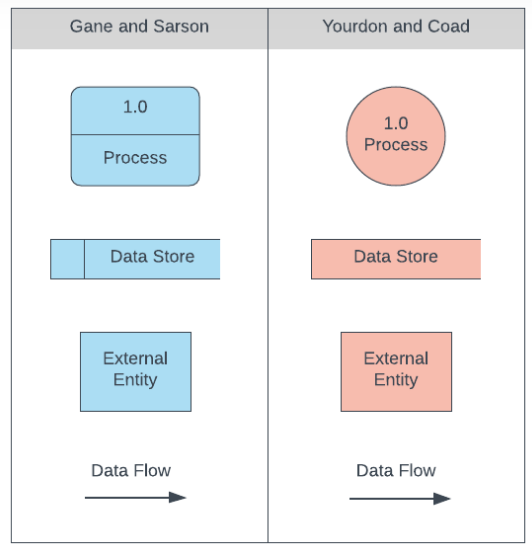 Gane and Sarson
Yourdon and Coad
1.0
Process
1.0
Process
Data Store
Data Store
External
Entity
External
Entity
Data Flow
Data Flow